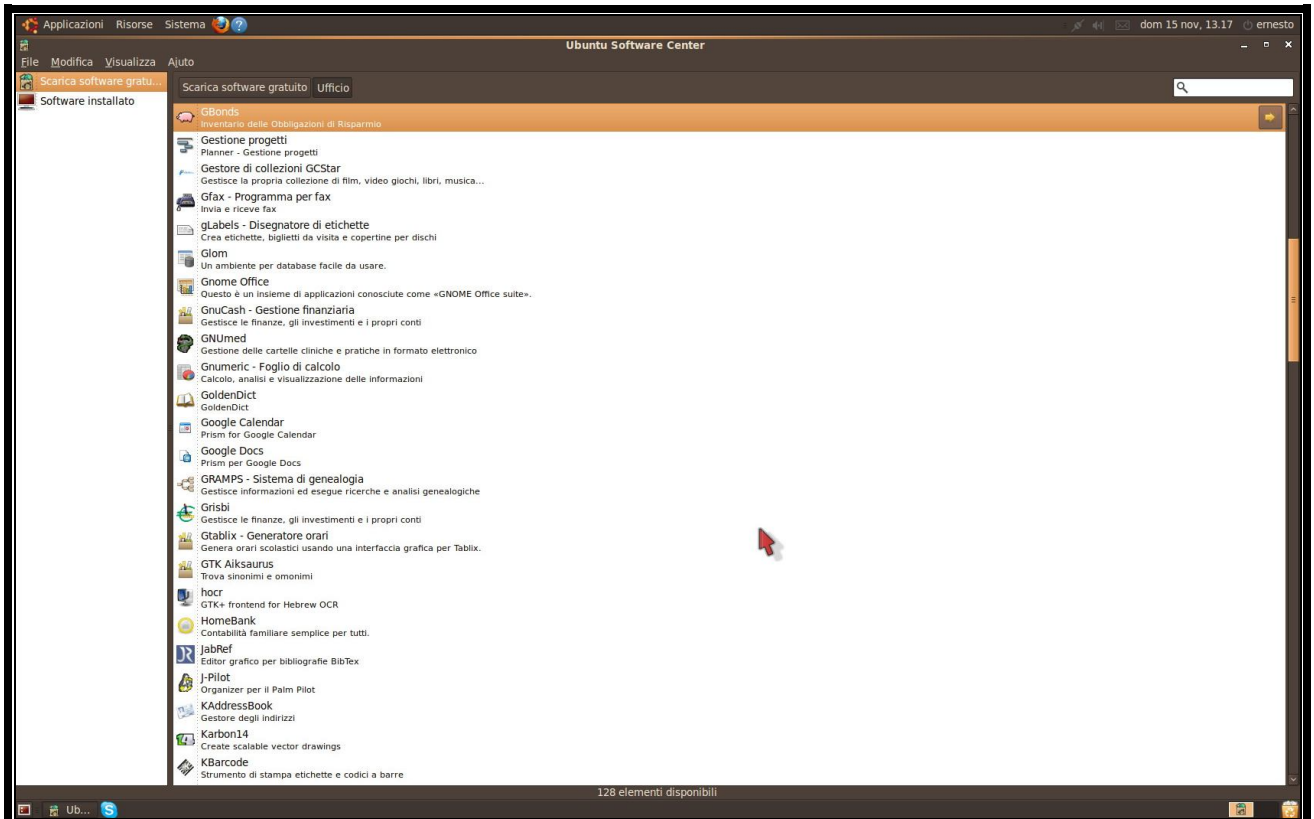 Applicazioni Risorse Sistema dom 15 nov, 13.17 ernesto
Ubuntu Software Center
File Modifica Visualizza Aiuto
Scarica software gratu...
Software installato
Scarica software gratuito Ufficio
GBonds
Inventario delle Obbligazioni di Risparmio
Gestione progetti
Planner - Gestione progetti
Gestore di collezioni GCStar
Gestisce la propria collezione di film, video giochi, libri, musica...
Gfax - Programma per fax
Invia e riceve fax
gLabels - Disegnatore di etichette
Crea etichette, biglietti da visita e copertine per dischi
Glom
Un ambiente per database facile da usare.
Gnome Office
Questo è un insieme di applicazioni conosciute come «GNOME Office suite».
GnuCash - Gestione finanziaria
Gestisce le finanze, gli investimenti e i propri conti
GNUmed
Gestione delle cartelle cliniche e pratiche in formato elettronico
Gnumeric - Foglio di calcolo
Calcolo, analisi e visualizzazione delle informazioni
GoldenDict
GoldenDict
Google Calendar
Prism for Google Calendar
Google Docs
Prism per Google Docs
GRAMPS - Sistema di genealogia
Gestisce informazioni ed esegue ricerche e analisi genealogiche
Grisbi
Gestisce le finanze, gli investimenti e i propri conti
Gtablix - Generatore orari
Genera orari scolastici usando una interfaccia grafica per Tablix.
GTK Aiksaurus
Trova sinonimi e omonimi
hocr
GTK+ frontend for Hebrew OCR
HomeBank
Contabilità familiare semplice per tutti.
JabRef
Editor grafico per bibliografie BibTex
J-Pilot
Organizer per il Palm Pilot
KAddressBook
Gestore degli indirizzi
Karbon14
Create scalable vector drawings
KBarcode
Strumento di stampa etichette e codici a barre
128 elementi disponibili
Ub...